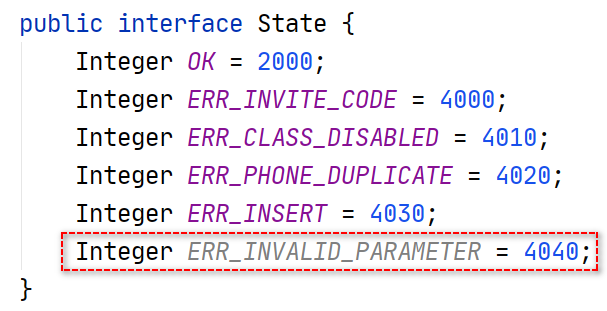 public interface State {
Integer OK = 2000;
Integer ERR_INVITE_CODE = 4000;
Integer ERR_CLASS_DISABLED = 4010;
Integer ERR_PHONE_DUPLICATE = 4020;
Integer ERR_INSERT = 4030;
Integer ERR_INVALID_PARAMETER = 4040;
}